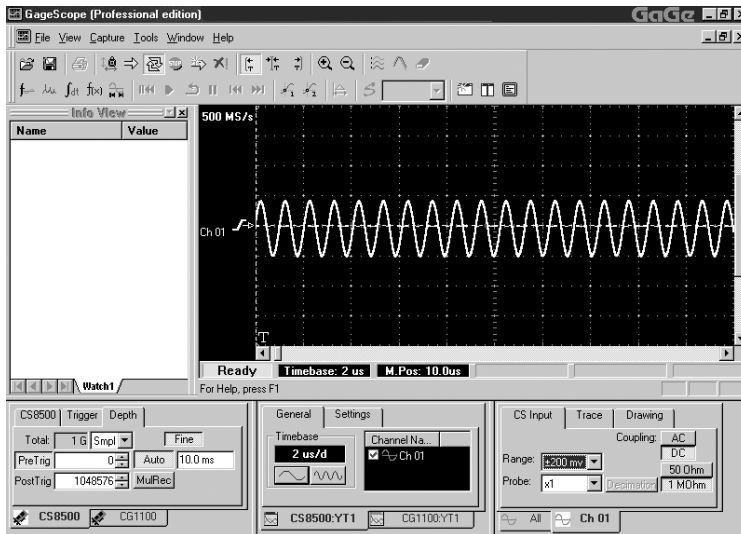 GageScope (Professional edition)
GaGe
File View Capture Tools Window Help
Info View
Name Value
500 MS/s
Ch 01
T
Watch1
Ready Timebase: 2 us M.Pos: 10.0us
For Help, press F1
CS8500 Trigger Depth
Total: 1 G Smpl Fine
PreTrig 0 Auto 10.0 ms
PostTrig 1048576 MulRec
CS8500 CG1100
General Settings
Timebase
2 us/d
Channel Na...
Ch 01
CS8500:YT1 CG1100:YT1
CS Input Trace Drawing
Coupling: AC
DC
Range: ±200 mv
50 Ohm
Probe: x1 Decimation 1 MOhm
All Ch 01